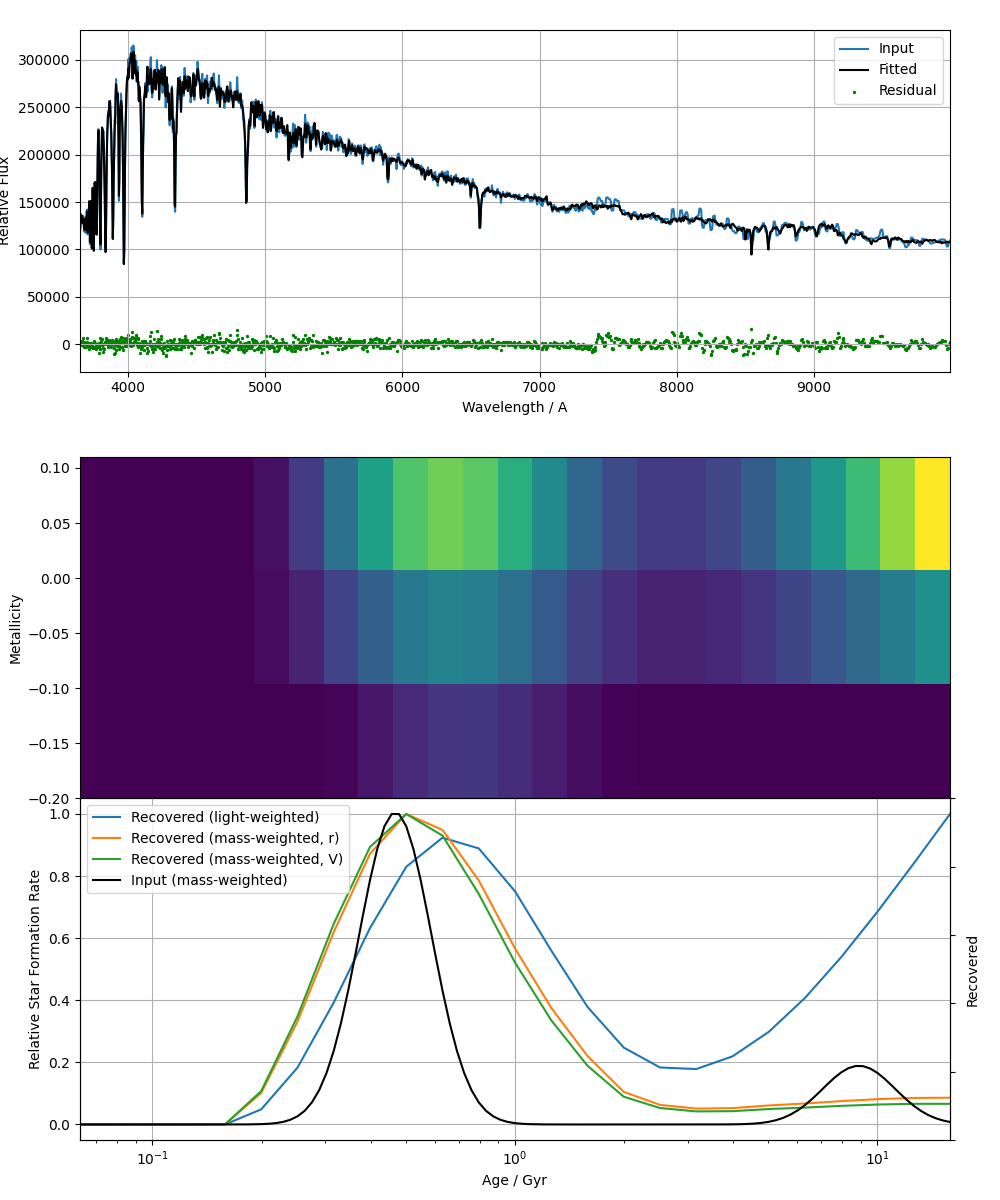 300000
250000
200000
150000
100000
50000
0
Relative Flux
Input
Fitted
Residual
4000
5000
6000
7000
8000
9000
Wavelength / A
0.10
0.05
0.00
−0.05
−0.10
−0.15
−0.20
Metallicity
1.0
0.8
0.6
0.4
0.2
0.0
Relative Star Formation Rate
Recovered (light-weighted)
Recovered (mass-weighted, r)
Recovered (mass-weighted, V)
Input (mass-weighted)
Recovered
10⁻¹
10⁰
10¹
Age / Gyr